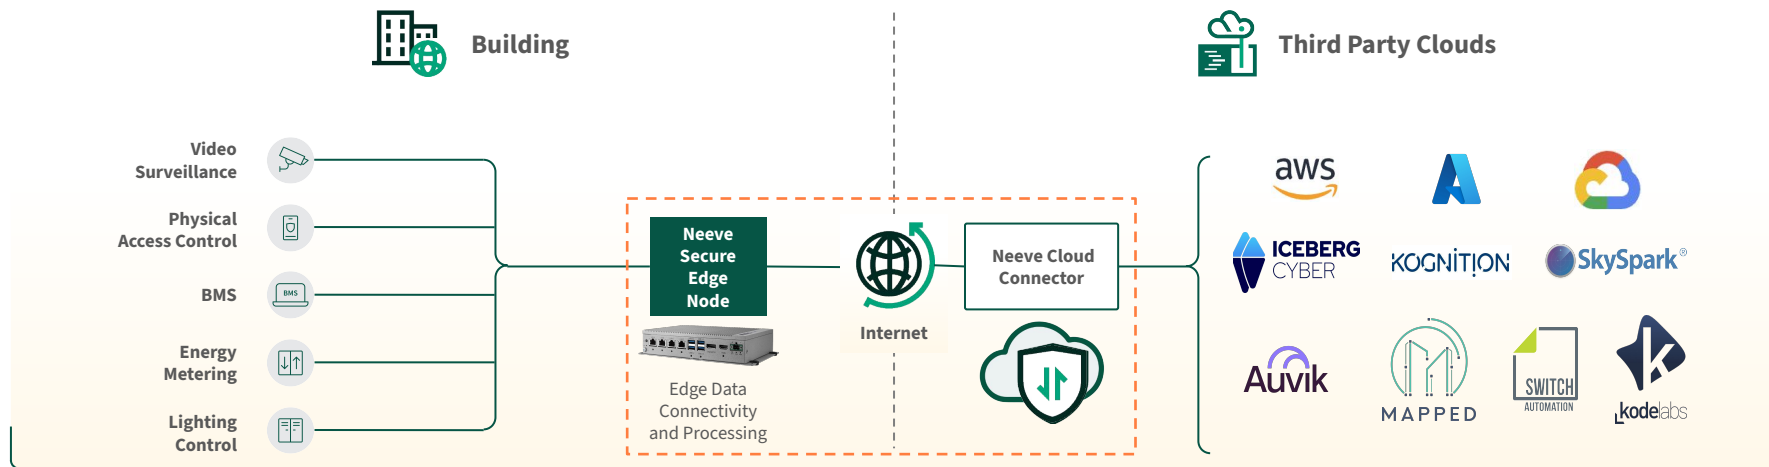 Building
Third Party Clouds
Video
Surveillance
Physical
Access Control
BMS
BMS
Energy
Metering
Lighting
Control
Neeve
Secure
Edge
Node
Edge Data
Connectivity
and Processing
Internet
Neeve Cloud
Connector
aws
ICEBERG
CYBER
KOGNITION
SkySpark®
Auvik
MAPPED
SWITCH
AUTOMATION
k
kodelabs